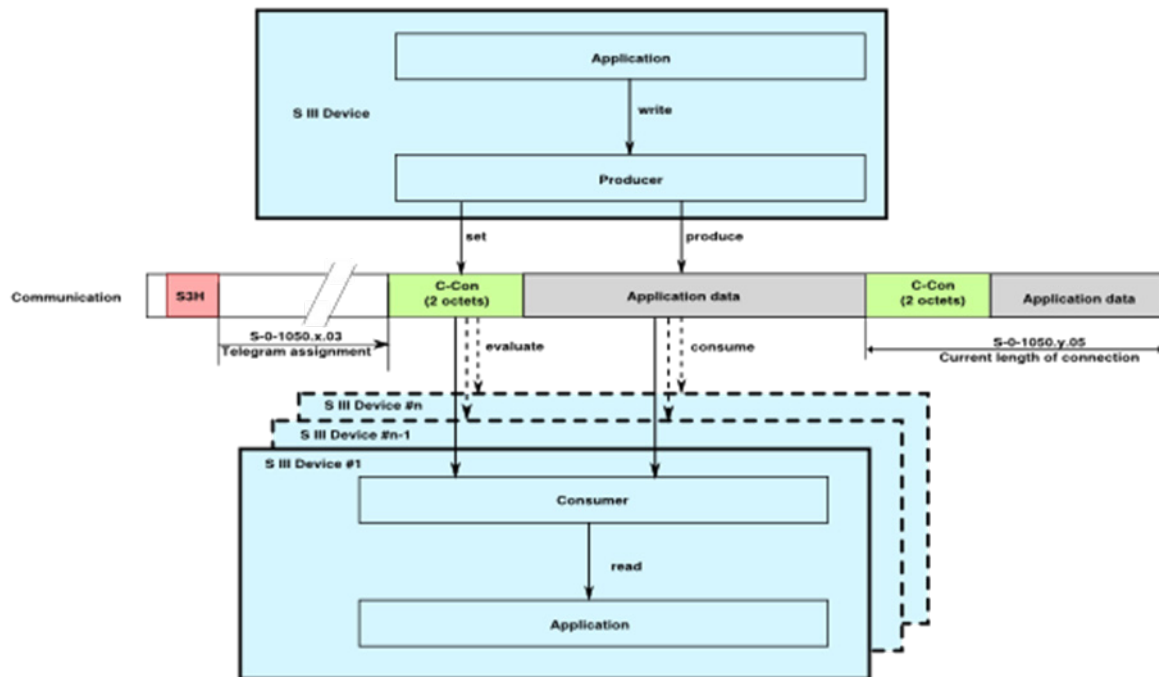 Application
S III Device
write
Producer
set
produce
Communication
S3H
C-Con
(2 octets)
Application data
C-Con
(2 octets)
Application data
S-0-1050.x.03
Telegram assignment
evaluate
consume
S-0-1050.y.05
Current length of connection
S III Device #n
S III Device #n-1
S III Device #1
Consumer
read
Application